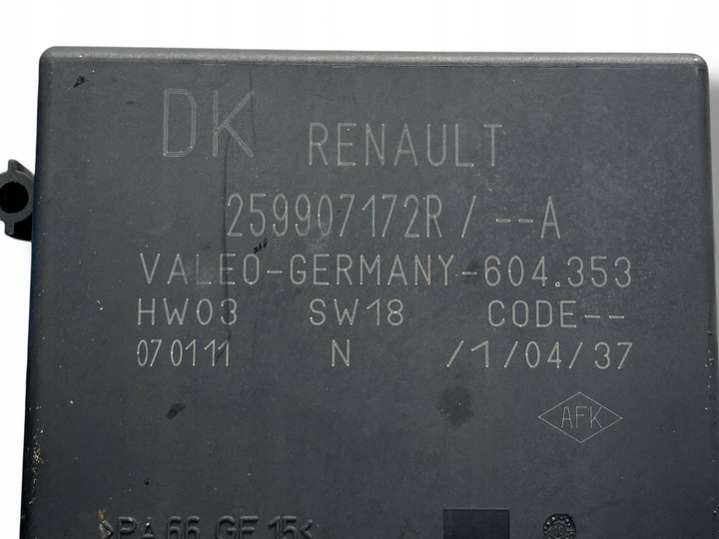 DK RENAULT
259907172R / --A
VALEO-GERMANY-604.353
HW03 SW18 CODE--
070111 N /1/04/37
AFK
>PA 66 GF 15<